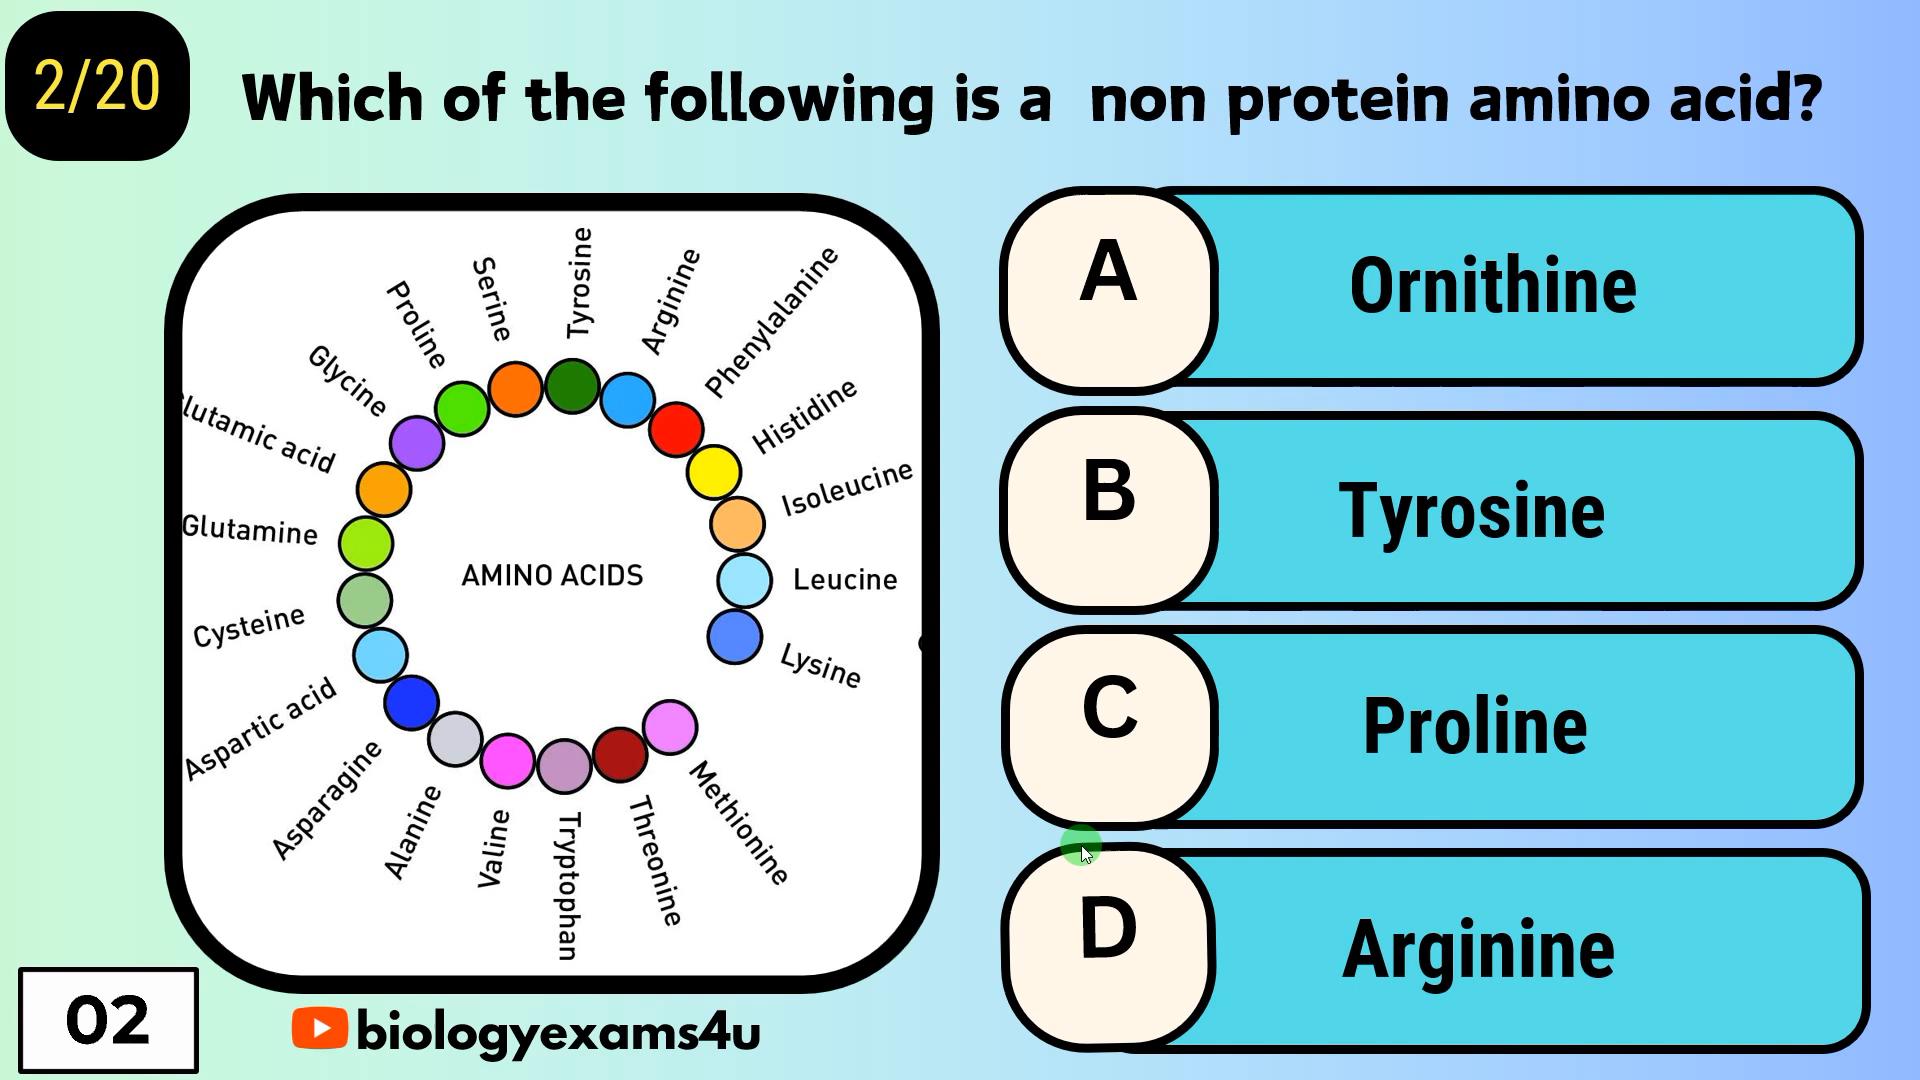 2/20
Which of the following is a non protein amino acid?
Tyrosine
Serine
Arginine
Proline
Phenylalanine
Glycine
Histidine
lutamic acid
Isoleucine
Glutamine
AMINO ACIDS
Leucine
Cysteine
Lysine
Aspartic acid
Asparagine
Alanine
Valine
Tryptophan
Threonine
Methionine
A
Ornithine
B
Tyrosine
C
Proline
D
Arginine
02
biologyexams4u